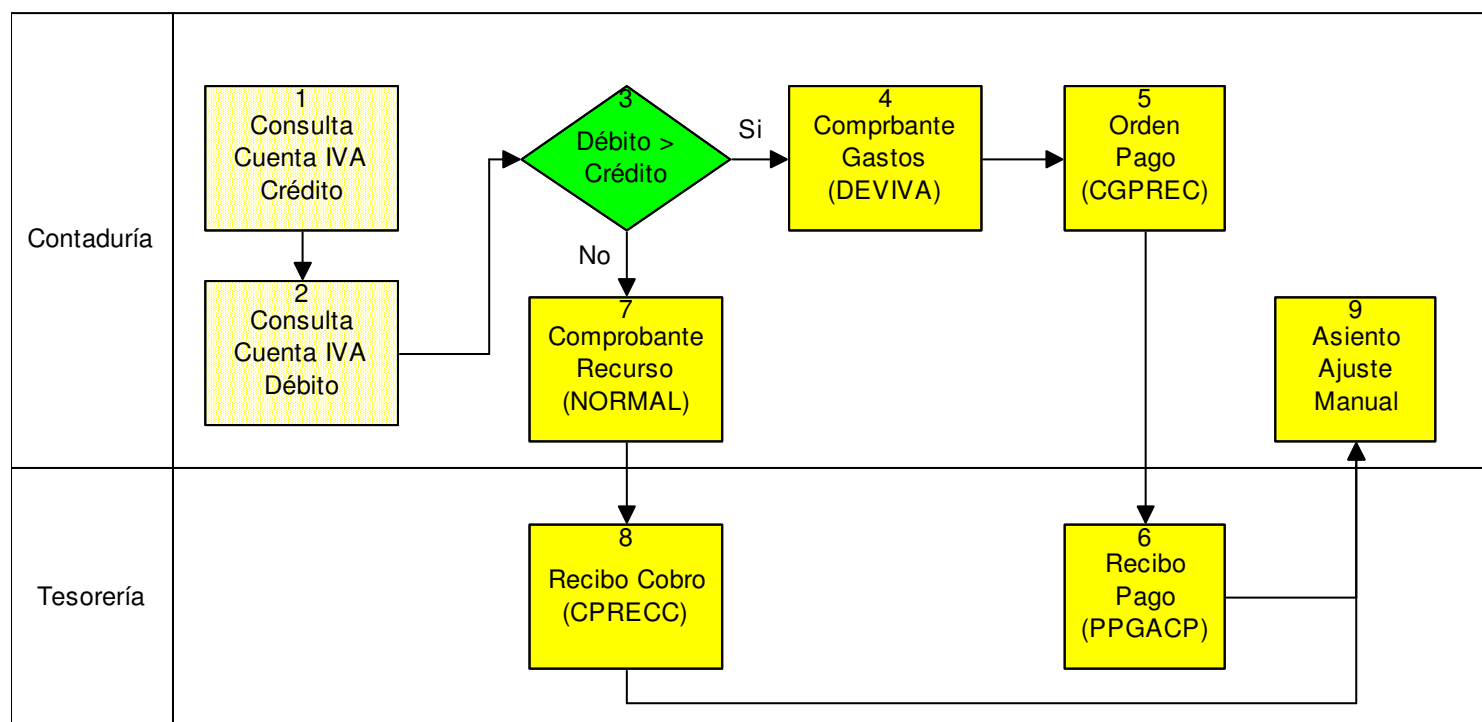 Contaduría
1
Consulta
Cuenta IVA
Crédito
2
Consulta
Cuenta IVA
Débito
3
Débito >
Crédito
Si
No
4
Comprbante
Gastos
(DEVIVA)
5
Orden
Pago
(CGPREC)
7
Comprobante
Recurso
(NORMAL)
9
Asiento
Ajuste
Manual
Tesorería
8
Recibo Cobro
(CPRECC)
6
Recibo
Pago
(PPGACP)